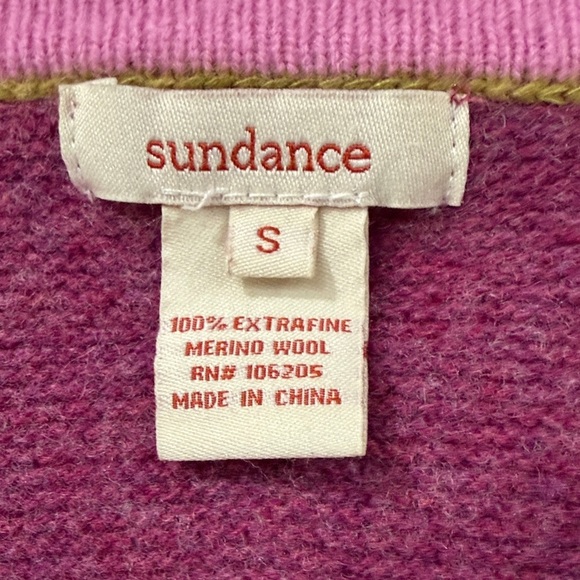 sundance
S
100% EXTRAFINE
MERINO WOOL
RN# 106205
MADE IN CHINA